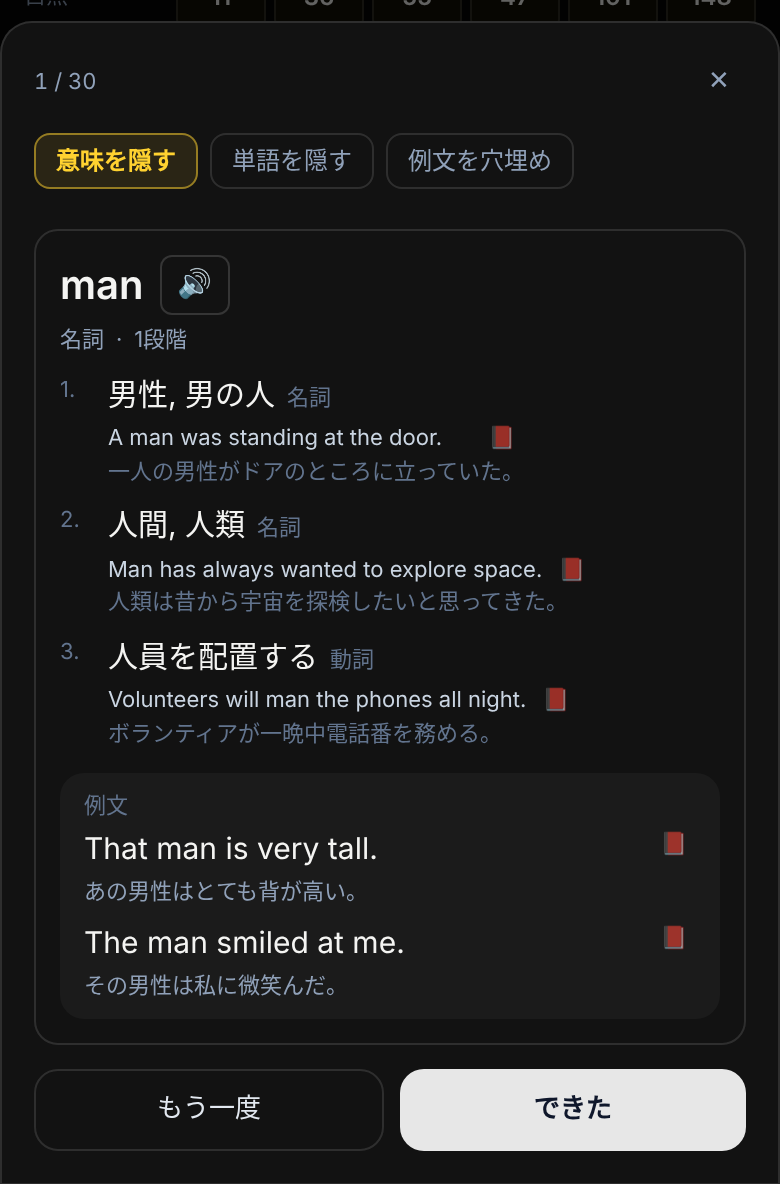 1 / 30
×
意味を隠す 単語を隠す 例文を穴埋め
man
名詞 · 1段階
1. 男性, 男の人 名詞
A man was standing at the door.
一人の男性がドアのところに立っていた。
2. 人間, 人類 名詞
Man has always wanted to explore space.
人類は昔から宇宙を探検したいと思ってきた。
3. 人員を配置する 動詞
Volunteers will man the phones all night.
ボランティアが一晩中電話番を務める。
例文
That man is very tall.
あの男性はとても背が高い。
The man smiled at me.
その男性は私に微笑んだ。
もう一度 できた